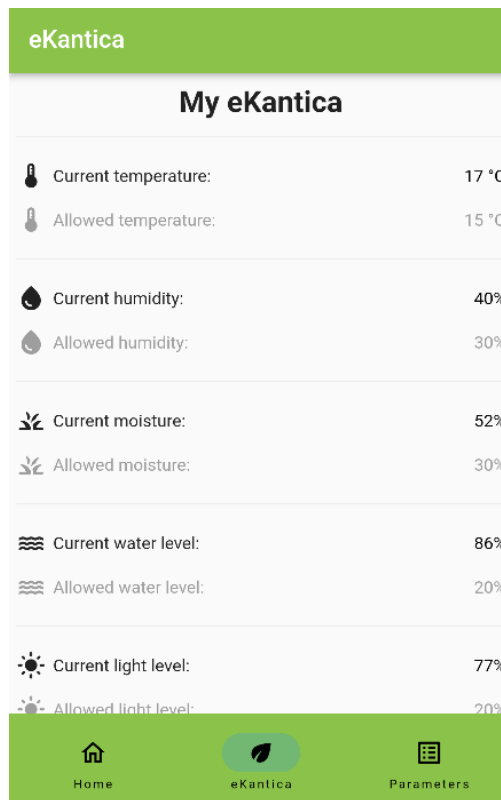 eKantica
My eKantica
Current temperature: 17 °C
Allowed temperature: 15 °C
Current humidity: 40%
Allowed humidity: 30%
Current moisture: 52%
Allowed moisture: 30%
Current water level: 86%
Allowed water level: 20%
Current light level: 77%
Allowed light level: 20%
Home eKantica Parameters